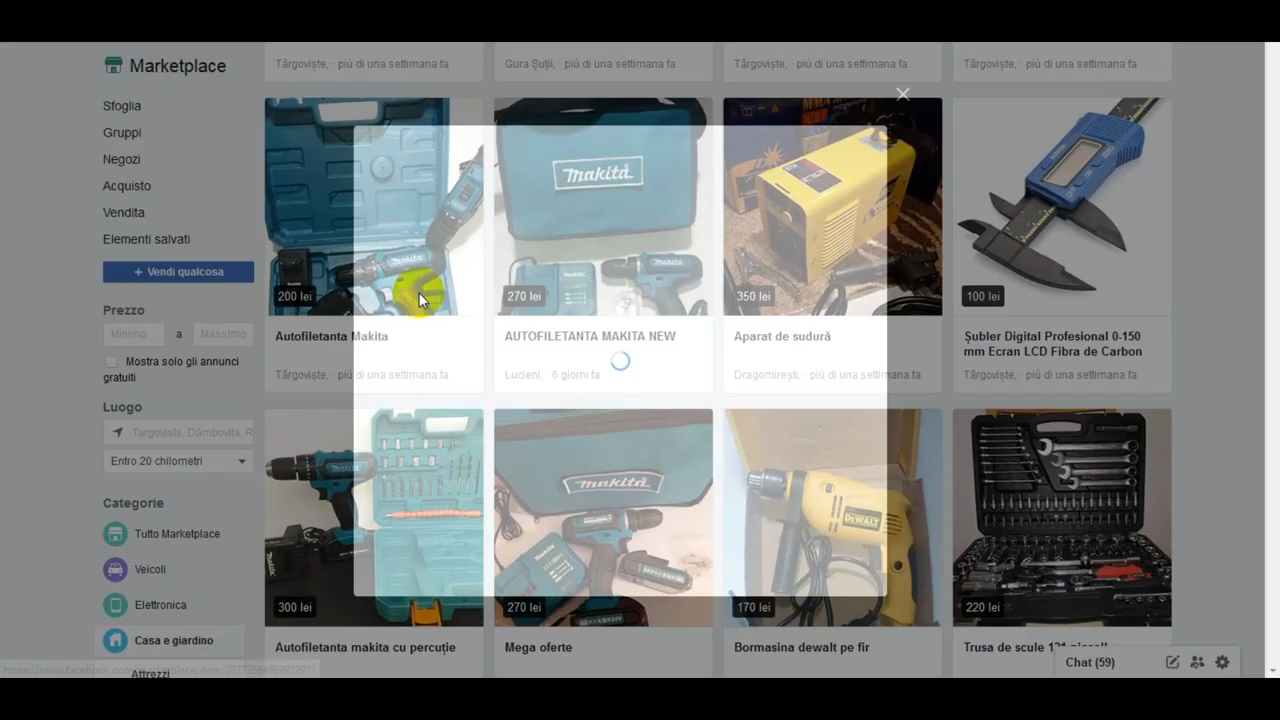 Marketplace
Sfoglia
Gruppi
Negozi
Acquisto
Vendita
Elementi salvati
+ Vendi qualcosa
Prezzo
Minimo a Massimo
Mostra solo gli annunci
gratuiti
Luogo
Targoviste, Dâmbovița, R
Entro 20 chilometri
Categorie
Tutto Marketplace
Veicoli
Elettronica
Casa e giardino
Attrezzi
Târgoviște, · più di una settimana fa
Gura Șuții, · più di una settimana fa
Târgoviște, · più di una settimana fa
Târgoviște, · più di una settimana fa
makita
makita
200 lei
270 lei
350 lei
100 lei
Autofiletanta Makita
AUTOFILETANTA MAKITA NEW
Aparat de sudură
Șubler Digital Profesional 0-150
mm Ecran LCD Fibra de Carbon
Târgoviște, · più di una settimana fa
Lucieni, · 6 giorni fa
Dragomirești, · più di una settimana fa
Târgoviște, · più di una settimana fa
makita
makita
DEWALT
300 lei
270 lei
170 lei
220 lei
Autofiletanta makita cu percuție
Mega oferte
Bormasina dewalt pe fir
Trusa de scule
Chat (59)